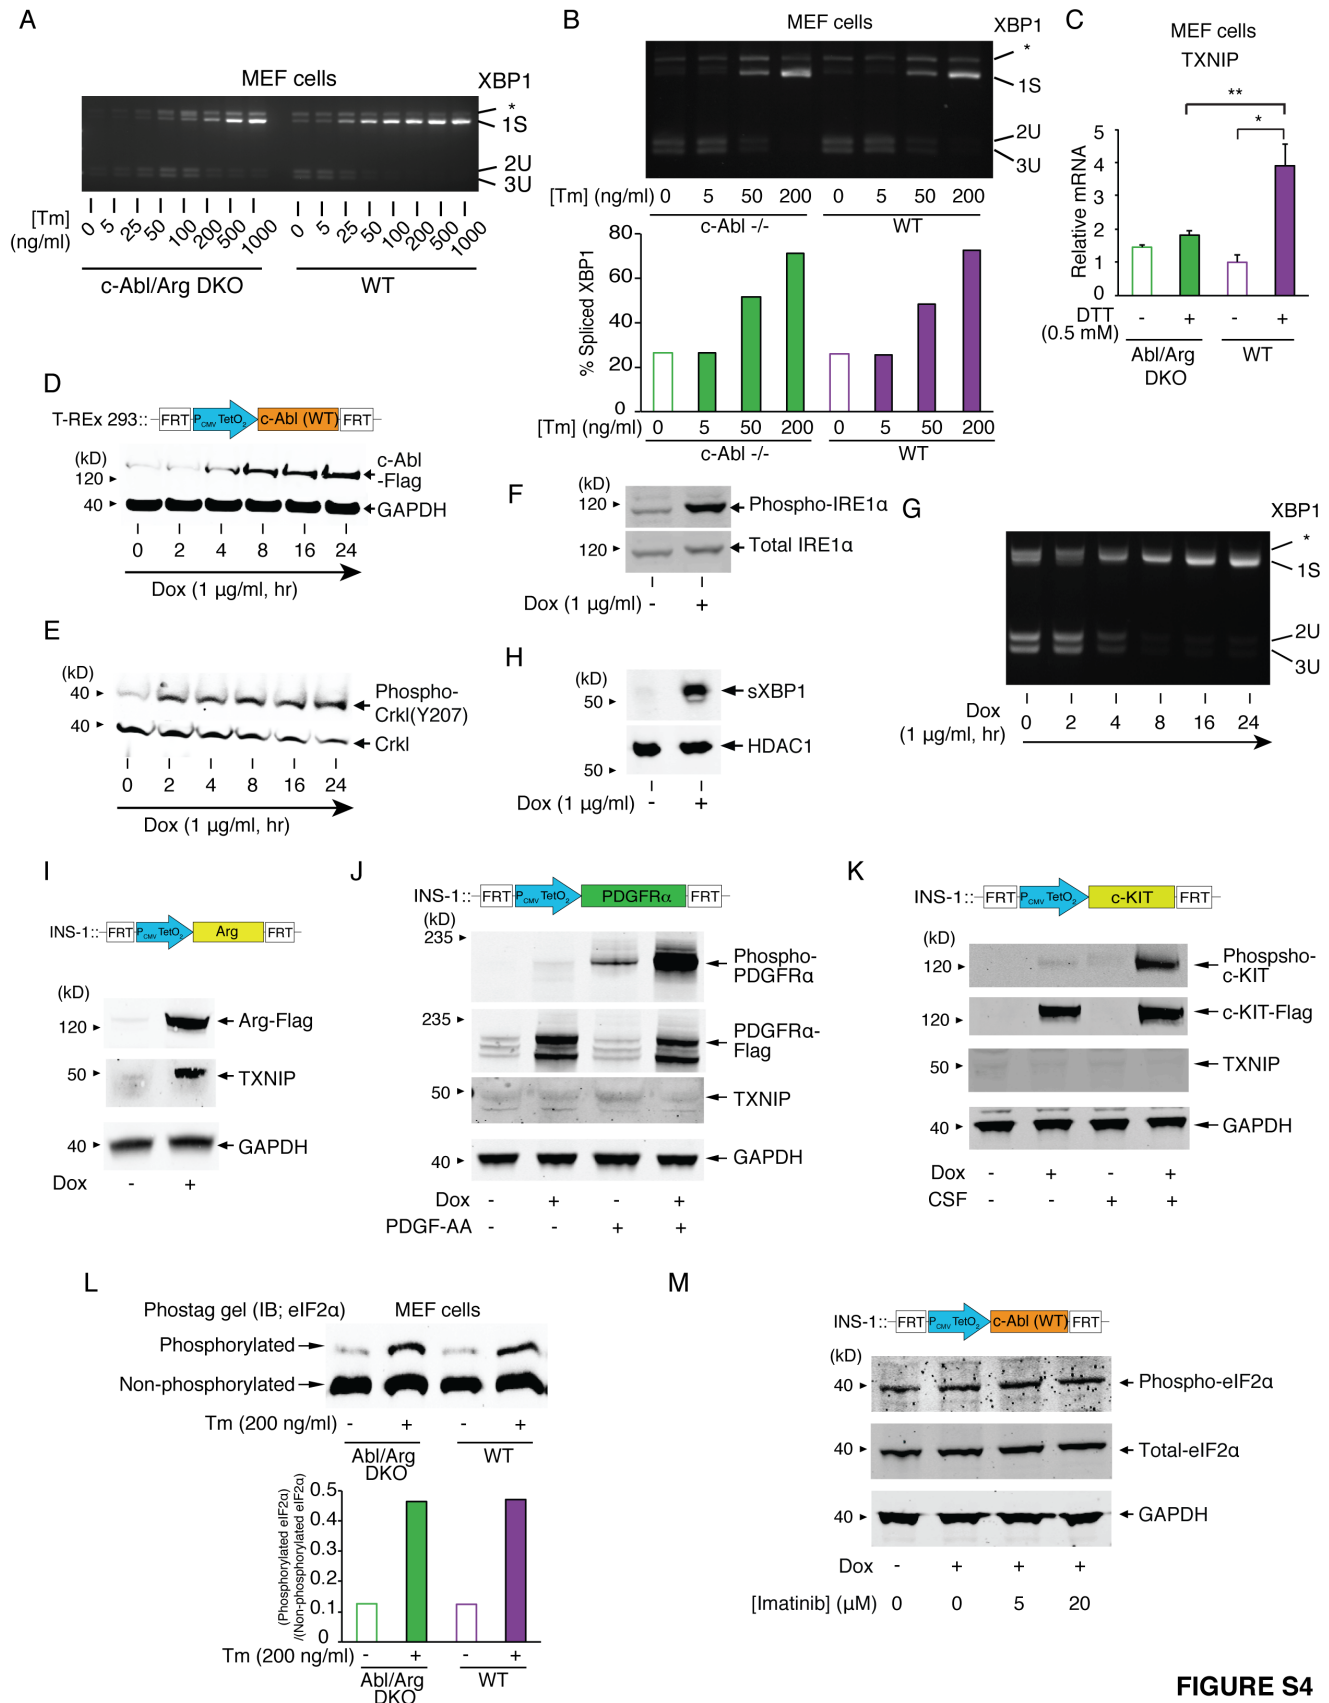 A
MEF cells
XBP1
*
1S
2U
3U
[Tm]
(ng/ml)
0 5 25 50 100 200 500 1000 0 5 25 50 100 200 500 1000
c-Abl/Arg DKO WT
B
MEF cells
XBP1
*
1S
2U
3U
[Tm] (ng/ml) 0 5 50 200 0 5 50 200
c-Abl -/- WT
% Spliced XBP1
80
60
40
20
0
[Tm] (ng/ml) 0 5 50 200 0 5 50 200
c-Abl -/- WT
C
MEF cells
TXNIP
**
*
Relative mRNA
5
4
3
2
1
0
DTT
(0.5 mM)
- + - +
Abl/Arg
DKO
WT
D
T-REx 293:: FRT PCMV TetO2 c-Abl (WT) FRT
(kD)
120
40
c-Abl
-Flag
GAPDH
0 2 4 8 16 24
Dox (1 µg/ml, hr)
E
(kD)
40
40
Phospho-
Crkl(Y207)
Crkl
0 2 4 8 16 24
Dox (1 µg/ml, hr)
F
(kD)
120
Phospho-IRE1α
120
Total IRE1α
Dox (1 µg/ml) - +
G
XBP1
*
1S
2U
3U
Dox
(1 µg/ml, hr)
0 2 4 8 16 24
H
(kD)
50
sXBP1
HDAC1
50
Dox (1 µg/ml) - +
I
INS-1:: FRT PCMV TetO2 Arg FRT
(kD)
120
Arg-Flag
50
TXNIP
40
GAPDH
Dox - +
J
INS-1:: FRT PCMV TetO2 PDGFRα FRT
(kD)
235
Phospho-
PDGFRα
235
PDGFRα-
Flag
50
TXNIP
40
GAPDH
Dox - + - +
PDGF-AA - - + +
K
INS-1:: FRT PCMV TetO2 c-KIT FRT
(kD)
120
Phospsho-
c-KIT
120
c-KIT-Flag
50
TXNIP
40
GAPDH
Dox - + - +
CSF - - + +
L
Phostag gel (IB; eIF2α)
MEF cells
Phosphorylated
Non-phosphorylated
Tm (200 ng/ml) - + - +
Abl/Arg
DKO
WT
(Phosphorylated eIF2α)
/(Non-phosphorylated eIF2α)
0.5
0.4
0.3
0.2
0.1
0
Tm (200 ng/ml) - + - +
Abl/Arg
DKO
WT
M
INS-1:: FRT PCMV TetO2 c-Abl (WT) FRT
(kD)
40
Phospho-eIF2α
40
Total-eIF2α
40
GAPDH
Dox - + + +
[Imatinib] (µM) 0 0 5 20
FIGURE S4